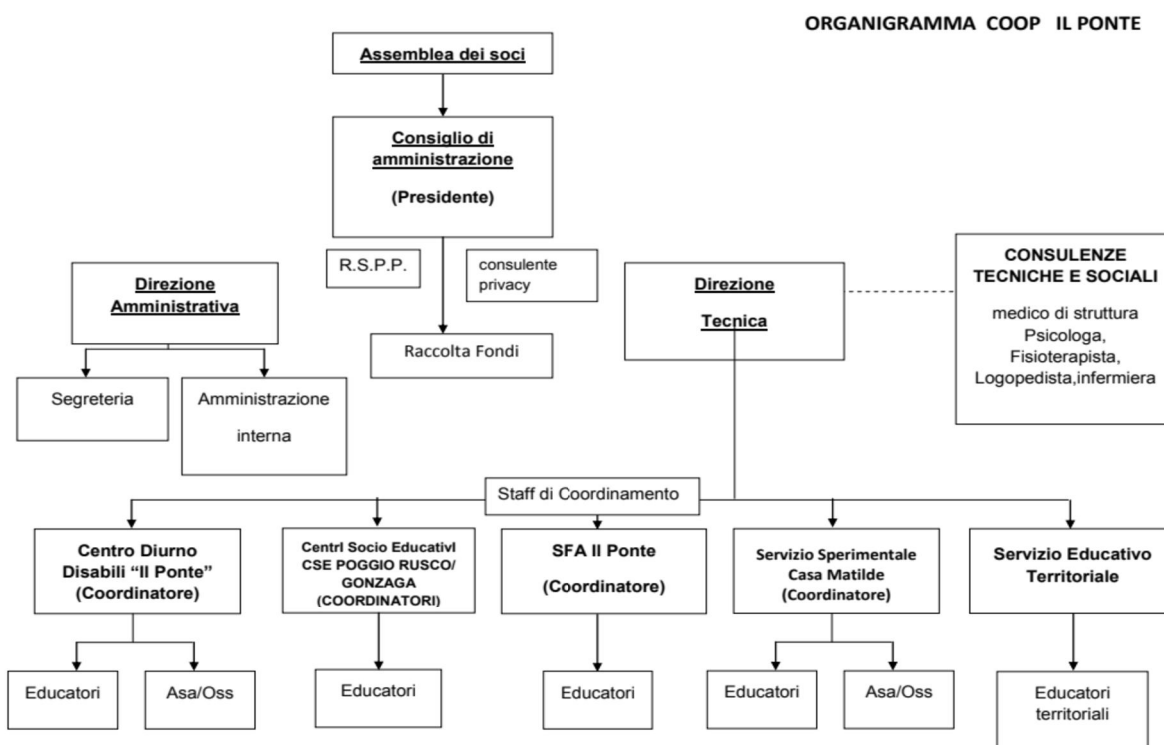 ORGANIGRAMMA COOP IL PONTE
Assemblea dei soci
Consiglio di
amministrazione
(Presidente)
R.S.P.P.
consulente
privacy
Direzione
Amministrativa
Direzione
Tecnica
CONSULENZE
TECNICHE E SOCIALI
medico di struttura
Psicologa,
Fisioterapista,
Logopedista,infermiera
Raccolta Fondi
Segreteria
Amministrazione
interna
Staff di Coordinamento
Centro Diurno
Disabili “Il Ponte”
(Coordinatore)
CentrI Socio EducativI
CSE POGGIO RUSCO/
GONZAGA
(COORDINATORI)
SFA Il Ponte
(Coordinatore)
Servizio Sperimentale
Casa Matilde
(Coordinatore)
Servizio Educativo
Territoriale
Educatori
Asa/Oss
Educatori
Educatori
Educatori
Asa/Oss
Educatori
territoriali